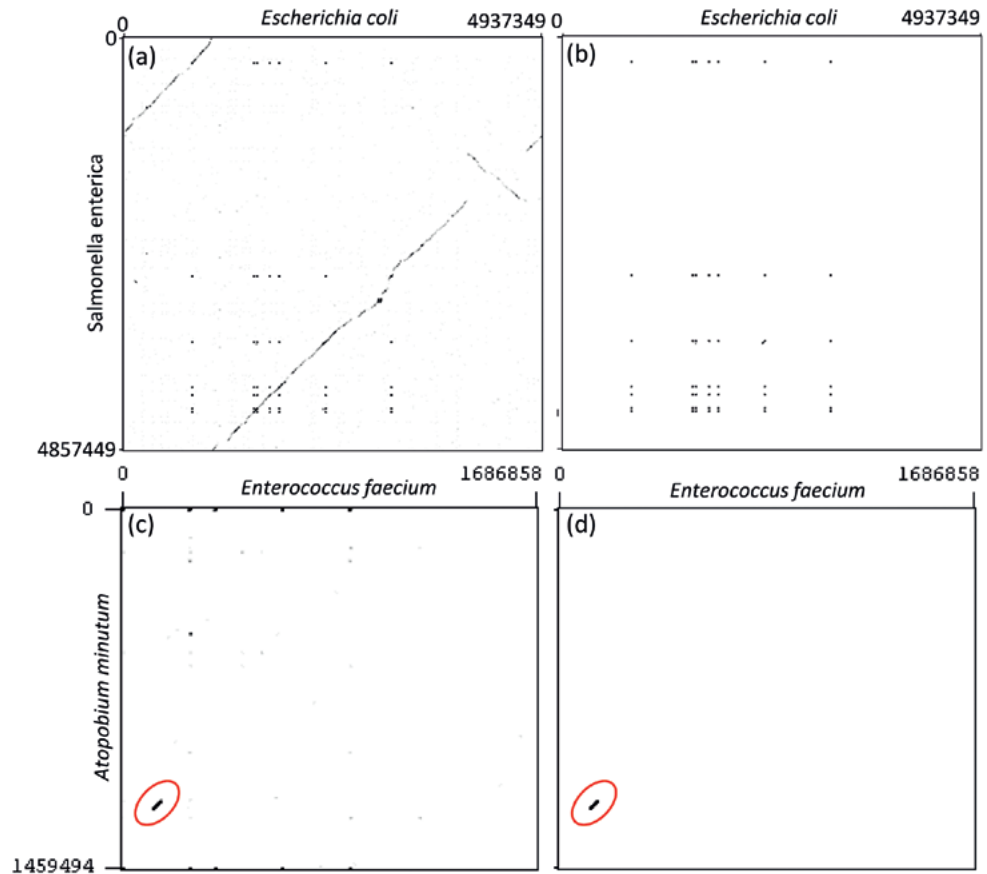 Escherichia coli
Escherichia coli
0 4937349 0 4937349
0
(a) (b)
Salmonella enterica
4857449
0 1686858 0 1686858
Enterococcus faecium
Enterococcus faecium
0
(c) (d)
Atopobium minutum
1459494